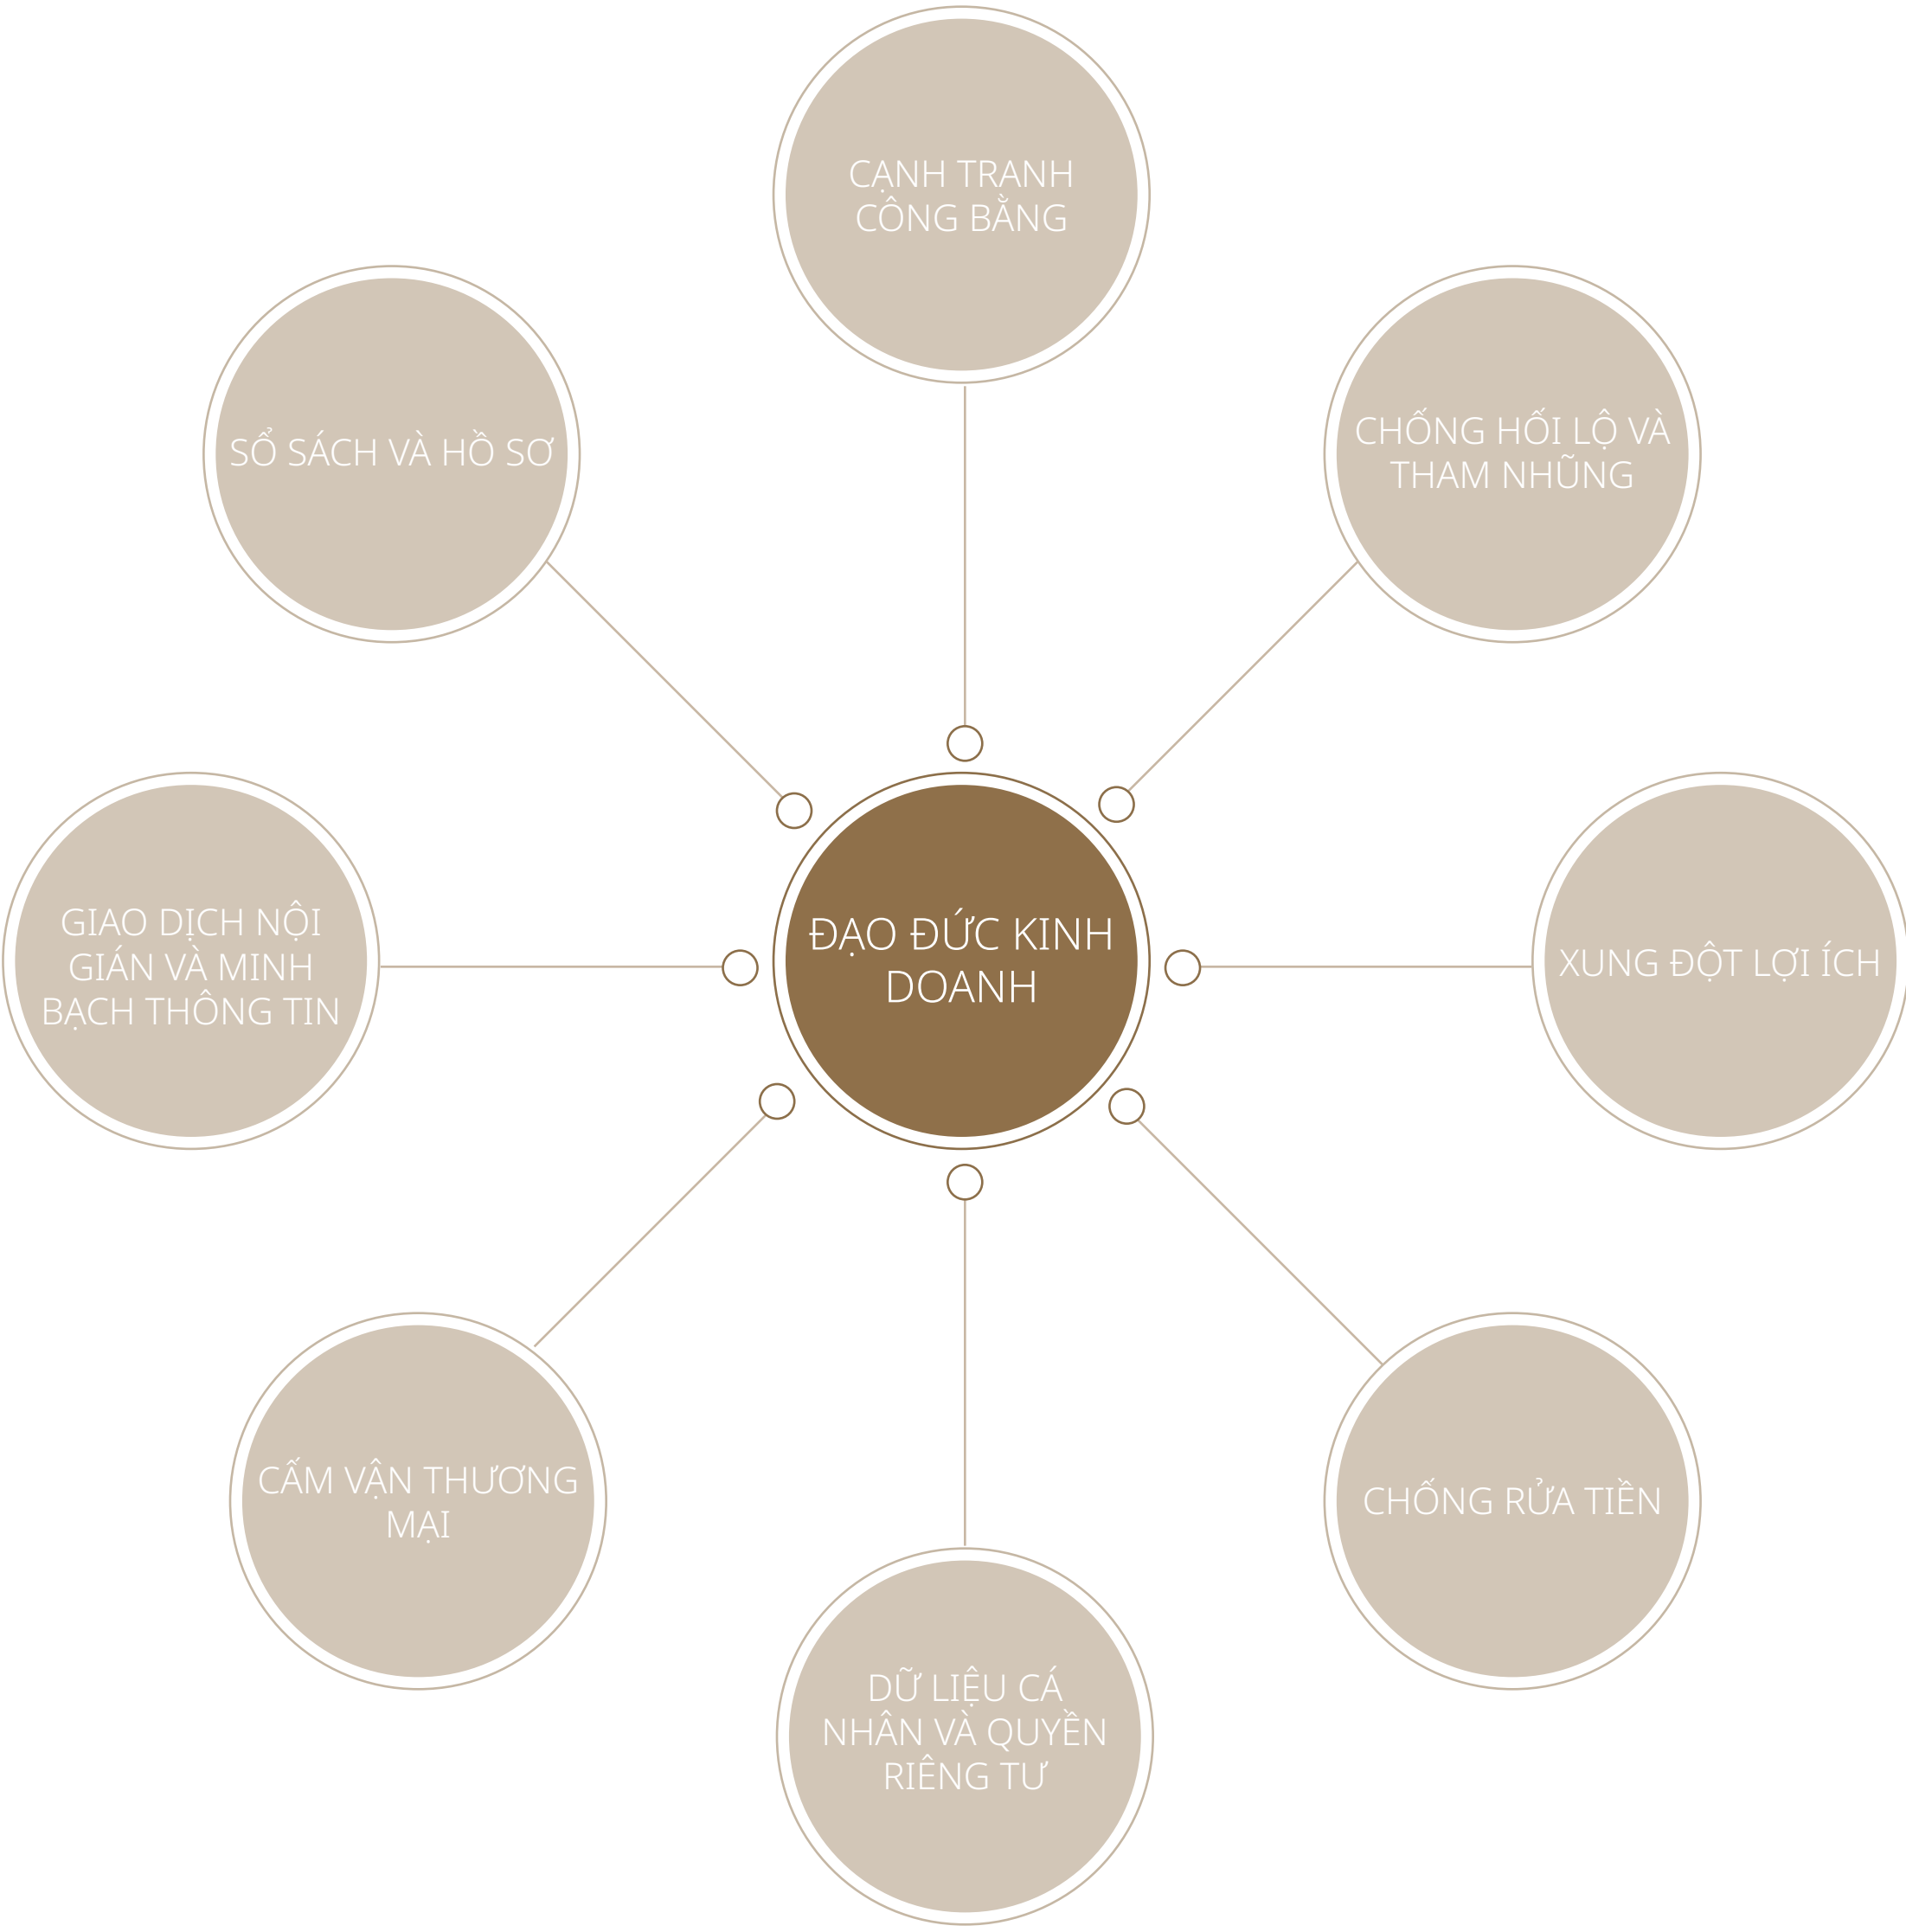 CẠNH TRANH
CÔNG BẰNG
SỔ SÁCH VÀ HỒ SƠ
CHỐNG HỐI LỘ VÀ
THAM NHŨNG
GIAO DỊCH NỘI
GIÁN VÀ MINH
BẠCH THÔNG TIN
ĐẠO ĐỨC KINH
DOANH
XUNG ĐỘT LỢI ÍCH
CẤM VẬN THƯƠNG
MẠI
CHỐNG RỬA TIỀN
DỮ LIỆU CÁ
NHÂN VÀ QUYỀN
RIÊNG TƯ